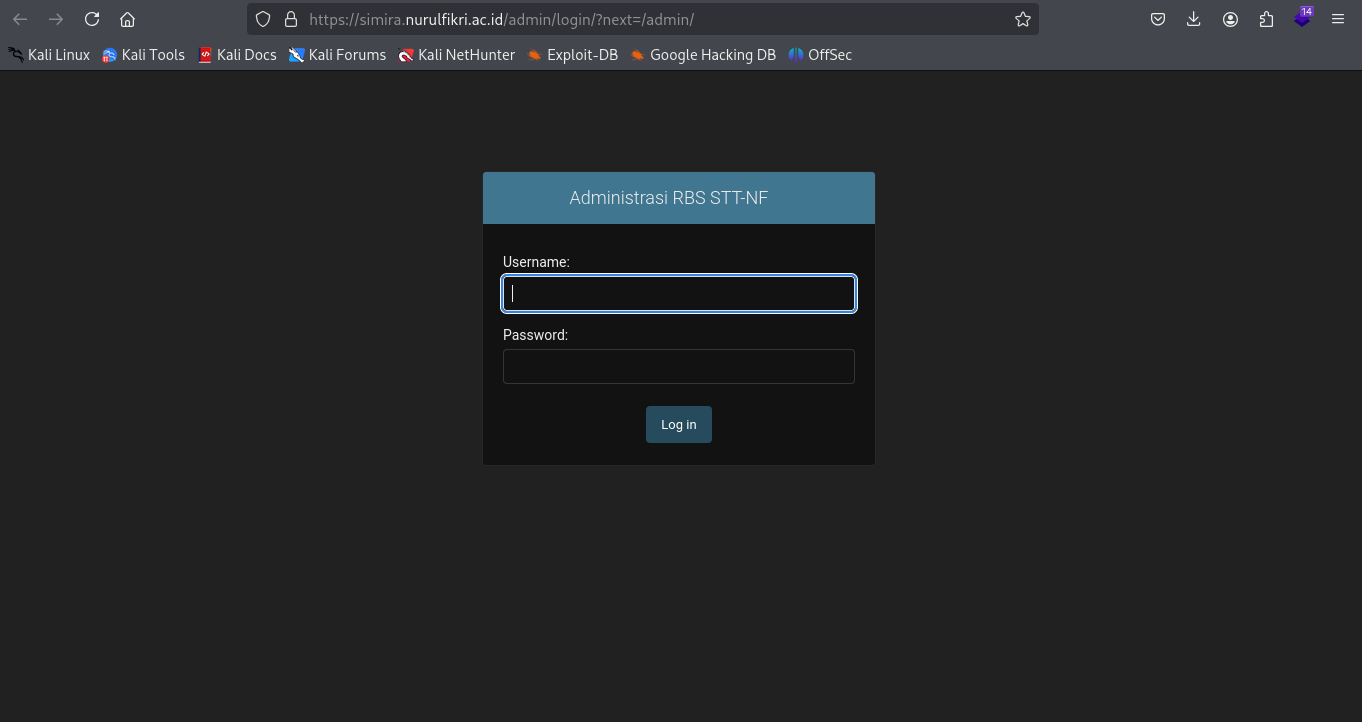 https://simira.nurulfikri.ac.id/admin/login/?next=/admin/
14
Kali Linux Kali Tools Kali Docs Kali Forums Kali NetHunter Exploit-DB Google Hacking DB OffSec
Administrasi RBS STT-NF
Username:
Password:
Log in